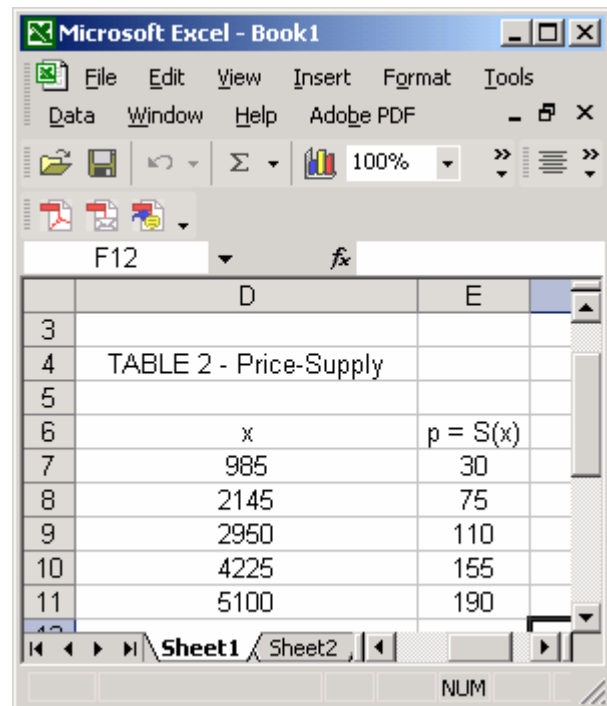 Microsoft Excel - Book1
File Edit View Insert Format Tools
Data Window Help Adobe PDF
Σ 100%
F12 fx
D E
3
4 TABLE 2 - Price-Supply
5
6 x p = S(x)
7 985 30
8 2145 75
9 2950 110
10 4225 155
11 5100 190
12
Sheet1 Sheet2
NUM